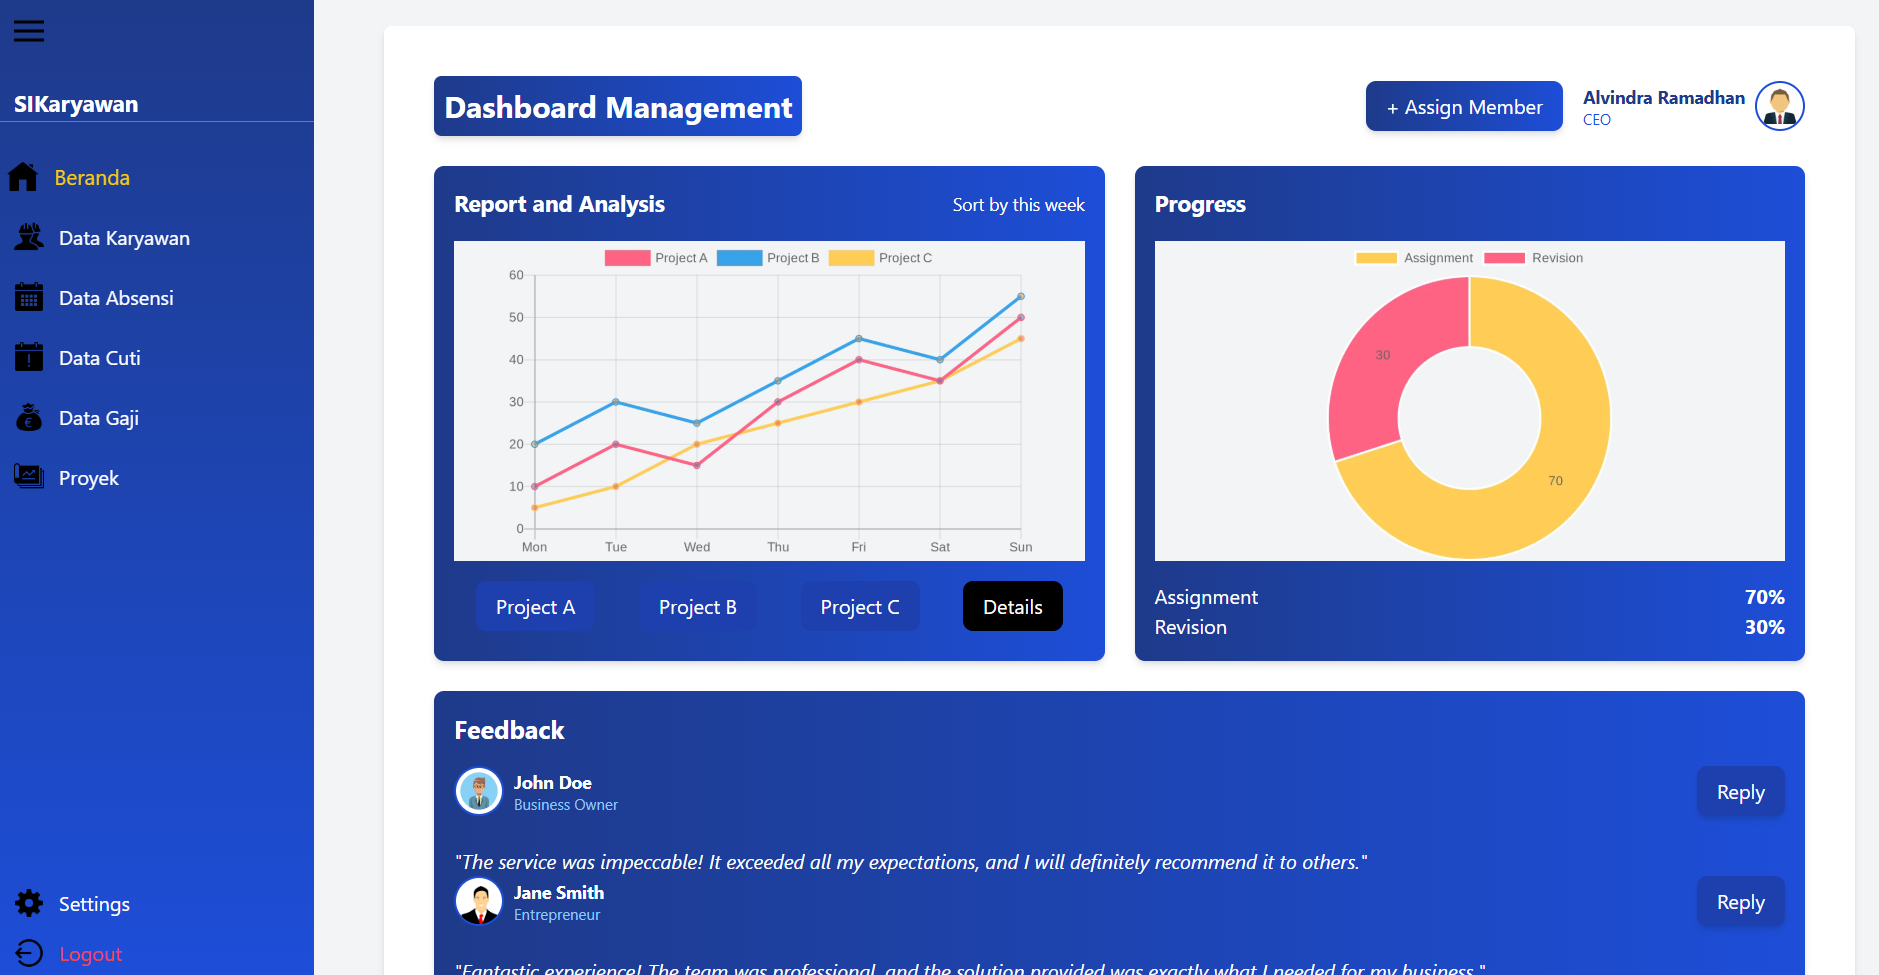 SIKaryawan
Beranda
Data Karyawan
Data Absensi
Data Cuti
Data Gaji
Proyek
Settings
Logout
Dashboard Management
+ Assign Member
Alvindra Ramadhan
CEO
Report and Analysis
Sort by this week
Project A Project B Project C
60
50
40
30
20
10
0
Mon Tue Wed Thu Fri Sat Sun
Project A Project B Project C Details
Progress
Assignment Revision
30
70
Assignment 70%
Revision 30%
Feedback
John Doe
Business Owner
Reply
"The service was impeccable! It exceeded all my expectations, and I will definitely recommend it to others."
Jane Smith
Entrepreneur
Reply
"Fantastic experience! The team was professional, and the solution provided was exactly what I needed for my business."